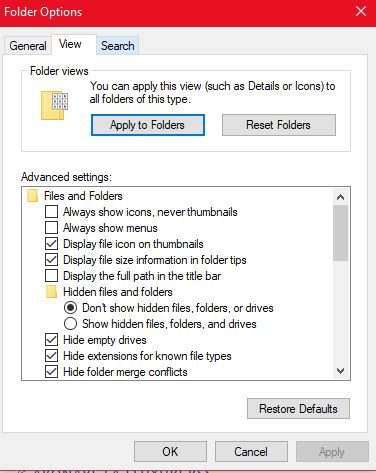 Folder Options
General
View
Search
Folder views
You can apply this view (such as Details or Icons) to
all folders of this type.
Apply to Folders
Reset Folders
Advanced settings:
Files and Folders
Always show icons, never thumbnails
Always show menus
Display file icon on thumbnails
Display file size information in folder tips
Display the full path in the title bar
Hidden files and folders
Don't show hidden files, folders, or drives
Show hidden files, folders, and drives
Hide empty drives
Hide extensions for known file types
Hide folder merge conflicts
Restore Defaults
OK
Cancel
Apply